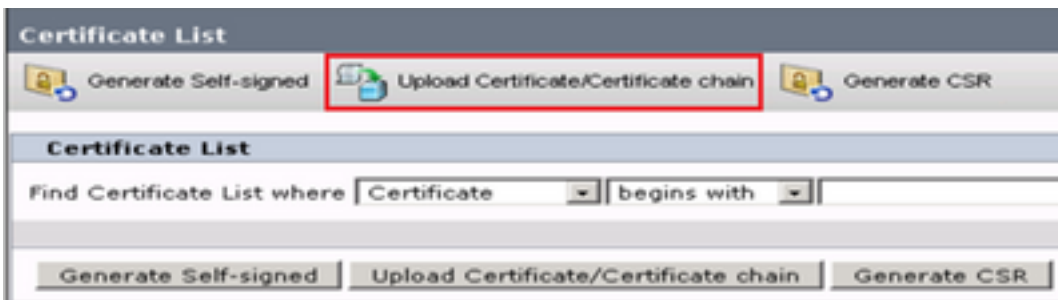 Certificate List
Generate Self-signed Upload Certificate/Certificate chain Generate CSR
Certificate List
Find Certificate List where Certificate begins with
Generate Self-signed Upload Certificate/Certificate chain Generate CSR